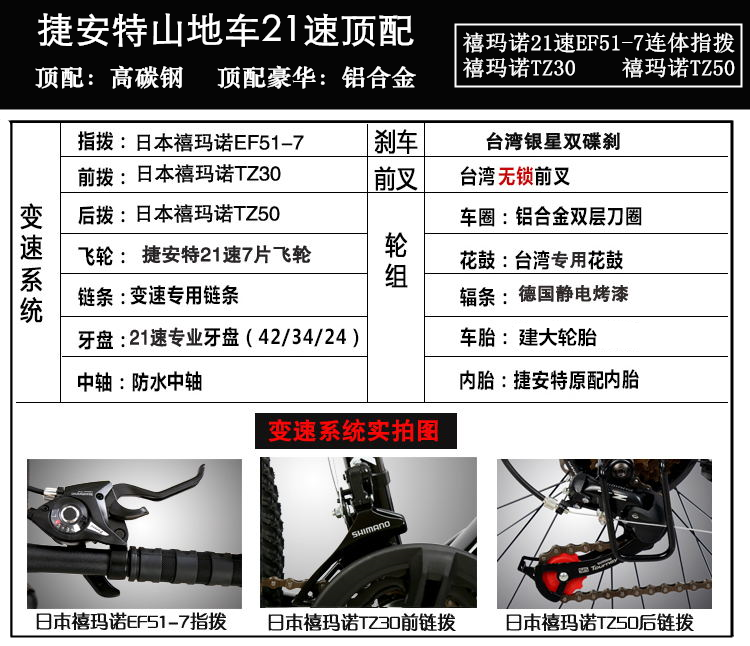 捷安特山地车21速顶配
顶配：高碳钢 顶配豪华：铝合金
禧玛诺21速EF51-7连体指拨
禧玛诺TZ30 禧玛诺TZ50
变速系统
指拨：日本禧玛诺EF51-7
前拨：日本禧玛诺TZ30
后拨：日本禧玛诺TZ50
飞轮：捷安特21速7片飞轮
链条：变速专用链条
牙盘：21速专业牙盘（42/34/24）
中轴：防水中轴
刹车 台湾银星双碟刹
前叉 台湾无锁前叉
轮组
车圈：铝合金双层刀圈
花鼓：台湾专用花鼓
辐条：德国静电烤漆
车胎：建大轮胎
内胎：捷安特原配内胎
变速系统实拍图
SHIMANO
Tourney
日本禧玛诺EF51-7指拨
日本禧玛诺TZ30前链拨
日本禧玛诺TZ50后链拨